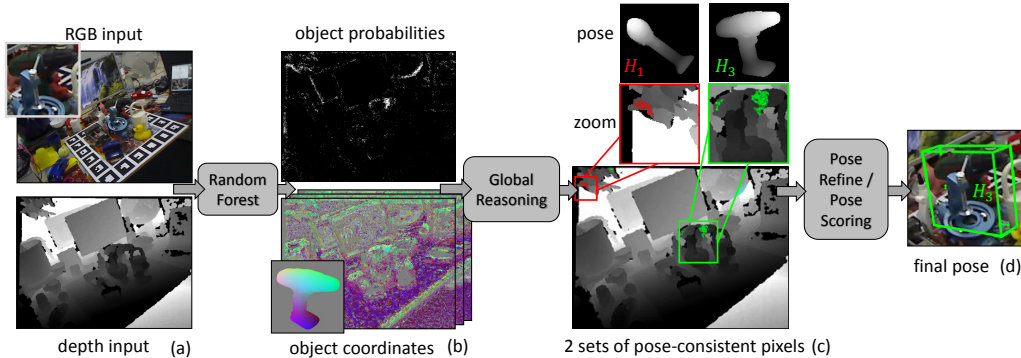 RGB input
object probabilities
pose
H1
H3
zoom
Random
Forest
Global
Reasoning
Pose
Refine /
Pose
Scoring
H3
final pose (d)
depth input (a)
object coordinates (b)
2 sets of pose-consistent pixels (c)